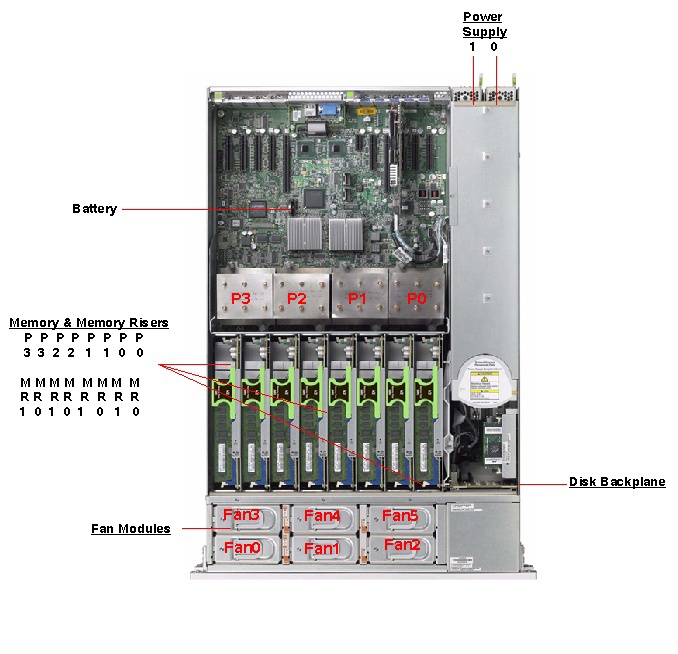 Power
Supply
1 0
Battery
P3 P2 P1 P0
Memory & Memory Risers
P P P P P P P P
3 3 2 2 1 1 0 0
M M M M M M M M
R R R R R R R R
1 0 1 0 1 0 1 0
Disk Backplane
Fan3 Fan4 Fan5
Fan Modules
Fan0 Fan1 Fan2